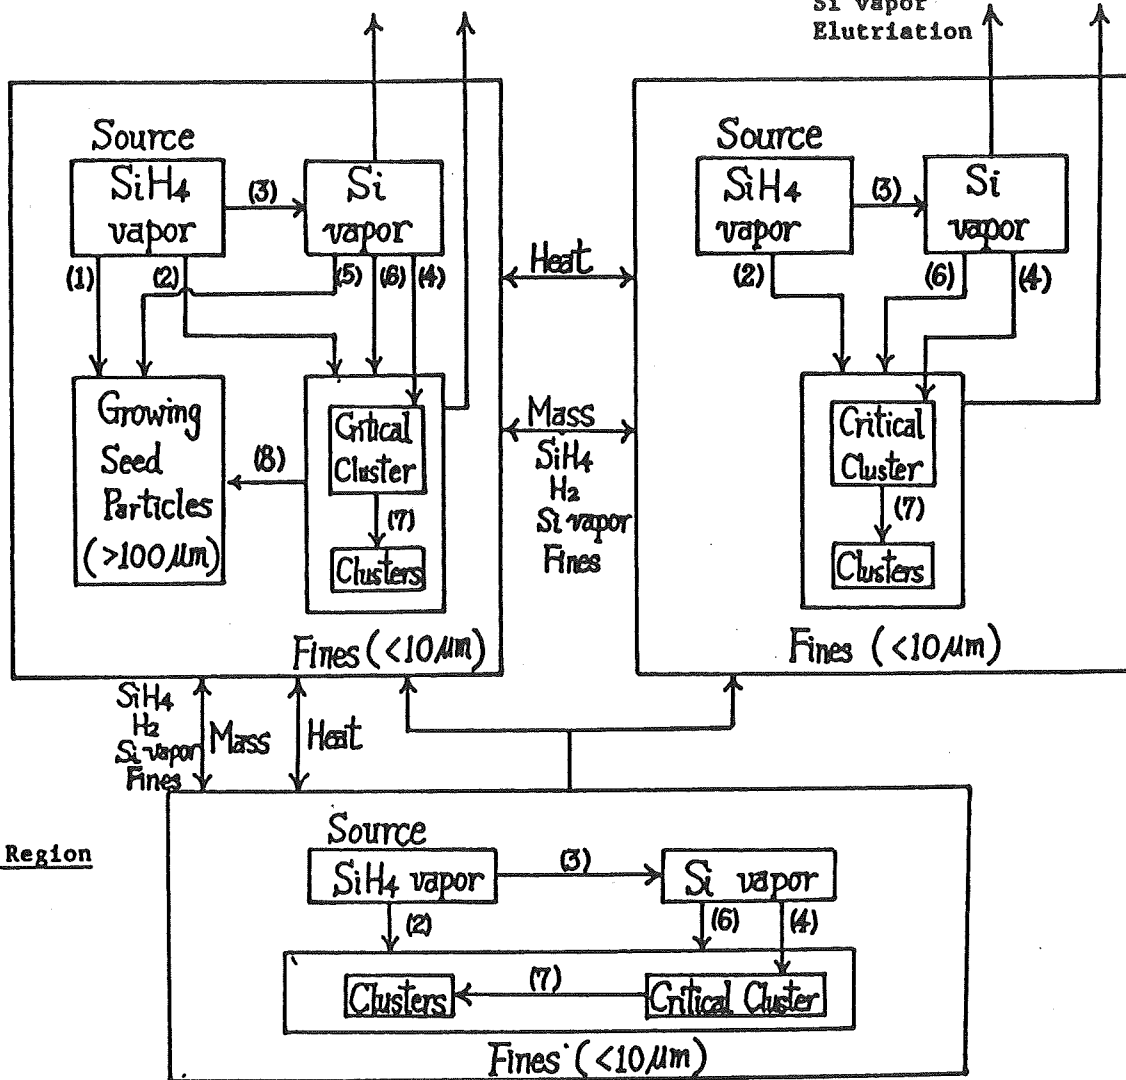 Si vapor
Elutriation
Source
SiH4
vapor
(3)
Si
vapor
(1)
(2)
(5)
(6)
(4)
Growing
Seed
Particles
(>100 μm)
(8)
Critical
Cluster
(7)
Clusters
Fines (<10 μm)
Heat
Mass
SiH4
H2
Si vapor
Fines
Source
SiH4
vapor
(3)
Si
vapor
(2)
(6)
(4)
Critical
Cluster
(7)
Clusters
Fines (<10 μm)
SiH4
H2
Si vapor
Fines
Mass
Heat
Region
Source
SiH4 vapor
(3)
Si vapor
(2)
(6)
(4)
Clusters
(7)
Critical Cluster
Fines (<10 μm)